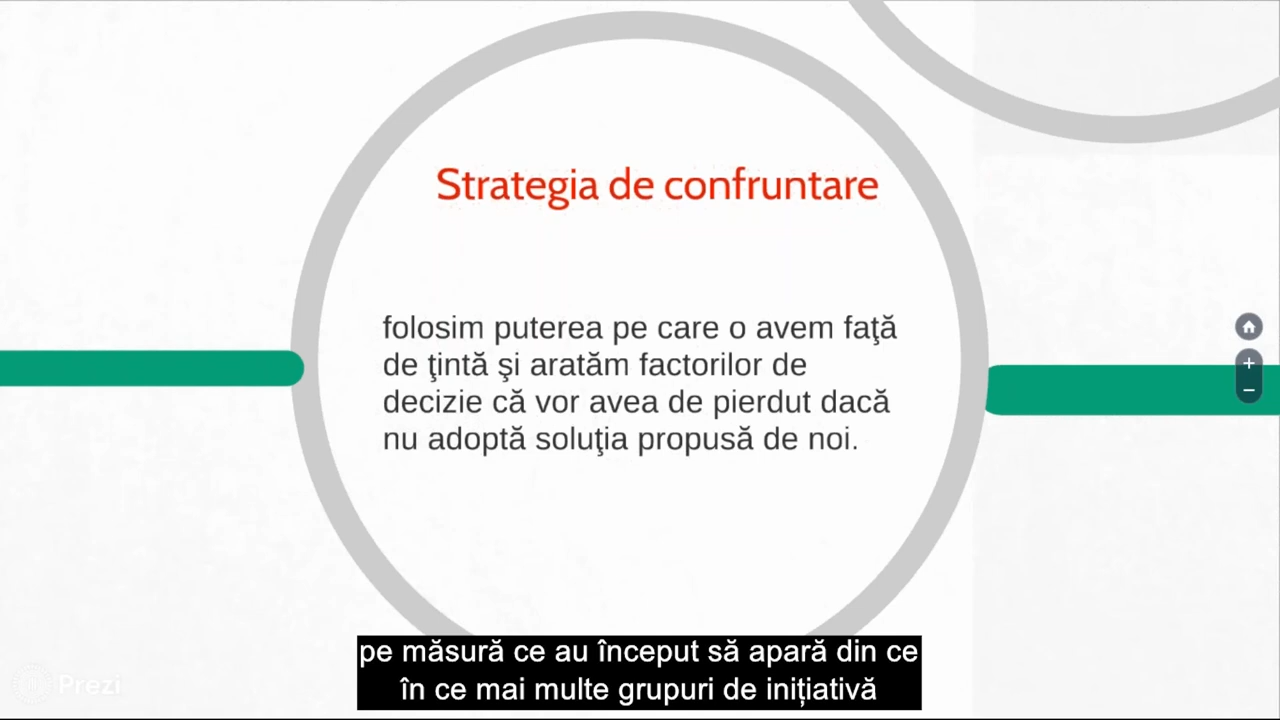 Strategia de confruntare
folosim puterea pe care o avem faţă
de ţintă şi aratăm factorilor de
decizie că vor avea de pierdut dacă
nu adoptă soluţia propusă de noi.
pe măsură ce au început să apară din ce
în ce mai multe grupuri de inițiativă
Prezi